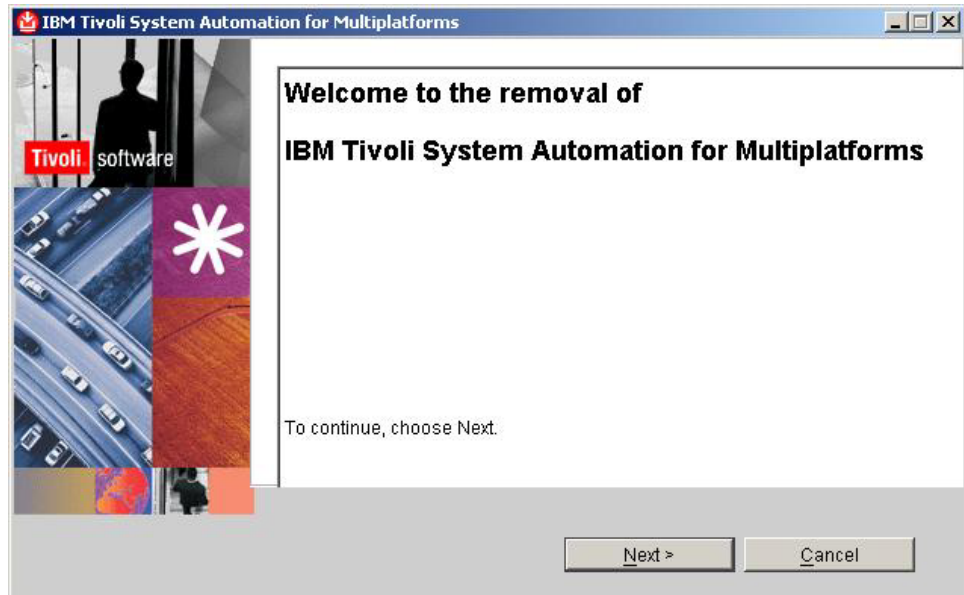 IBM Tivoli System Automation for Multiplatforms
Tivoli. software
Welcome to the removal of
IBM Tivoli System Automation for Multiplatforms
To continue, choose Next.
Next >
Cancel